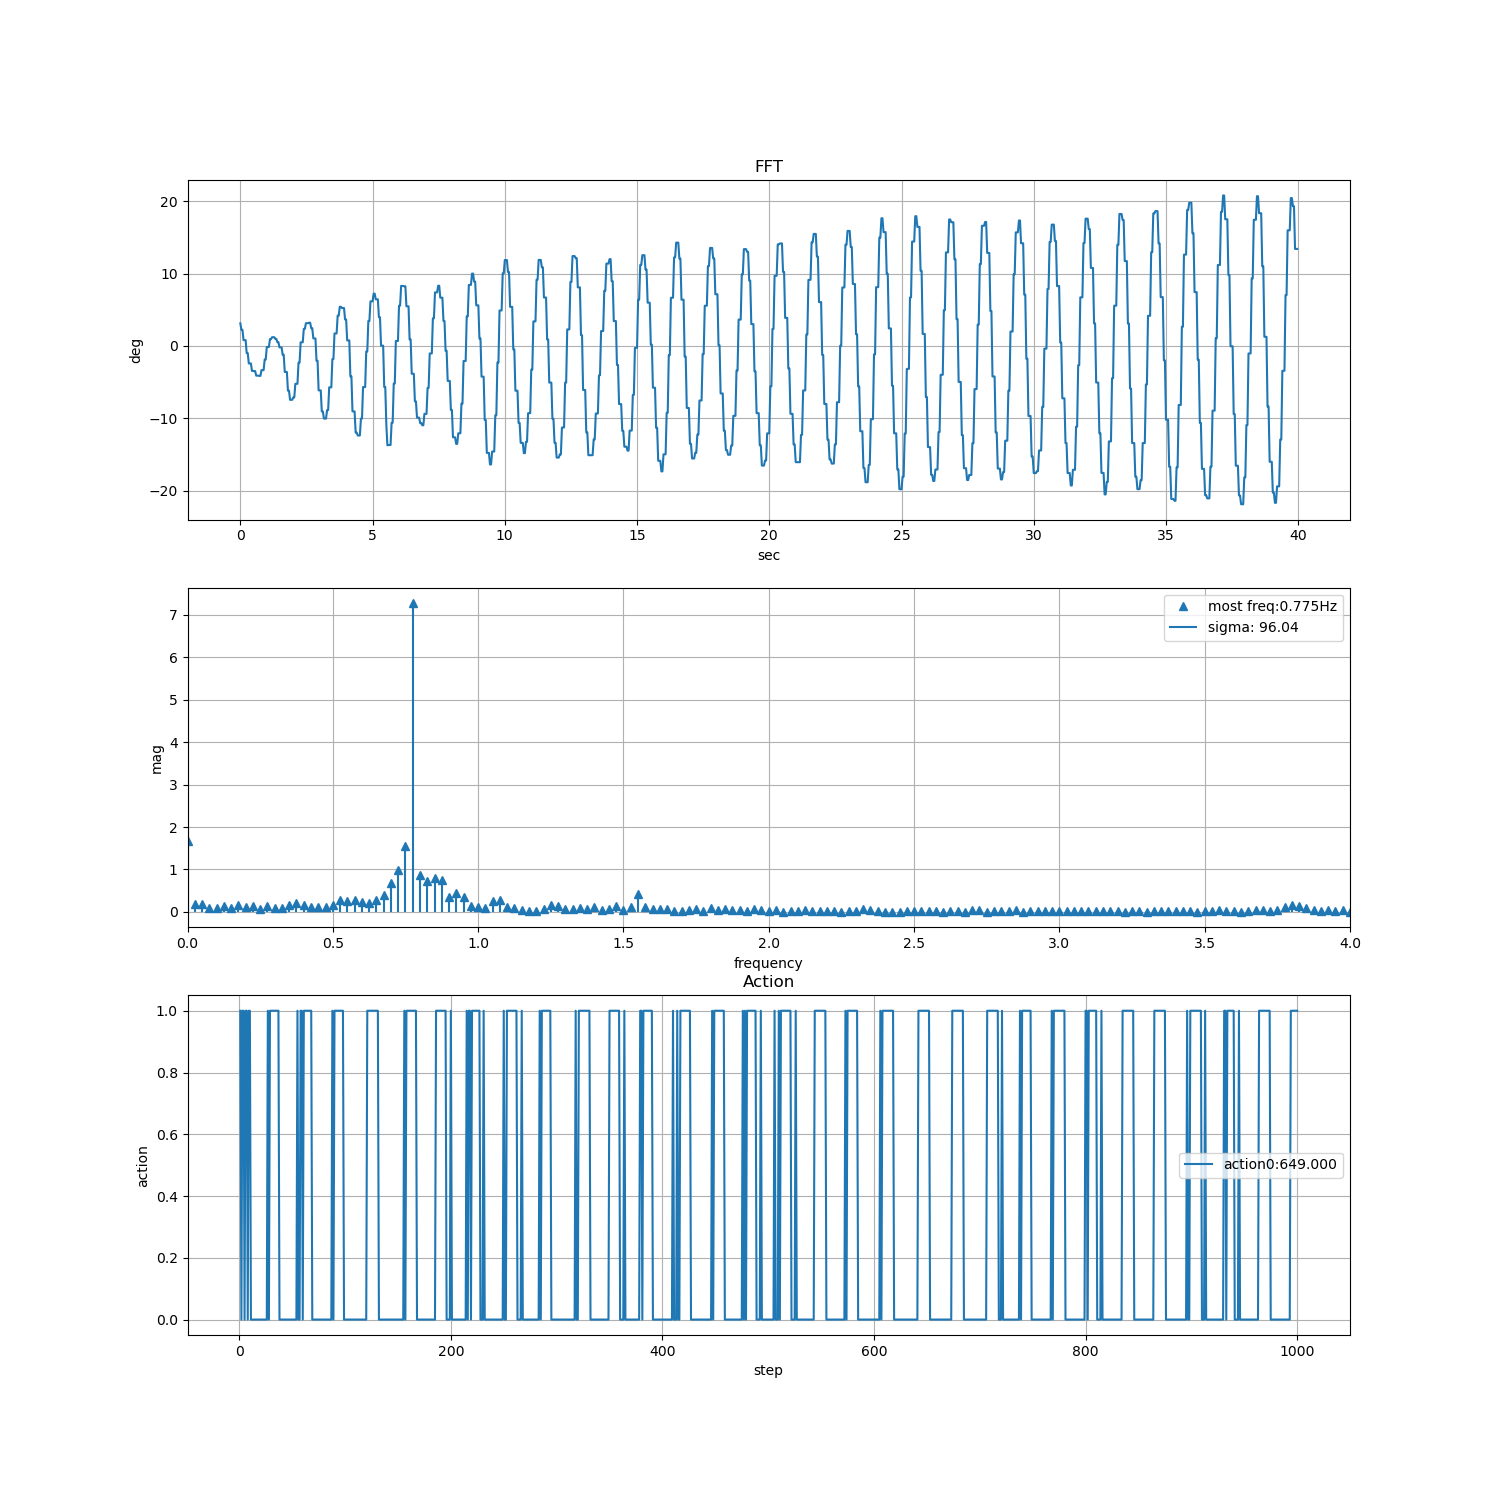 FFT
20
10
0
−10
−20
deg
0 5 10 15 20 25 30 35 40
sec
7
6
5
4
3
2
1
0
mag
most freq:0.775Hz
sigma: 96.04
0.0 0.5 1.0 1.5 2.0 2.5 3.0 3.5 4.0
frequency
Action
1.0
0.8
0.6
0.4
0.2
0.0
action
action0:649.000
0 200 400 600 800 1000
step